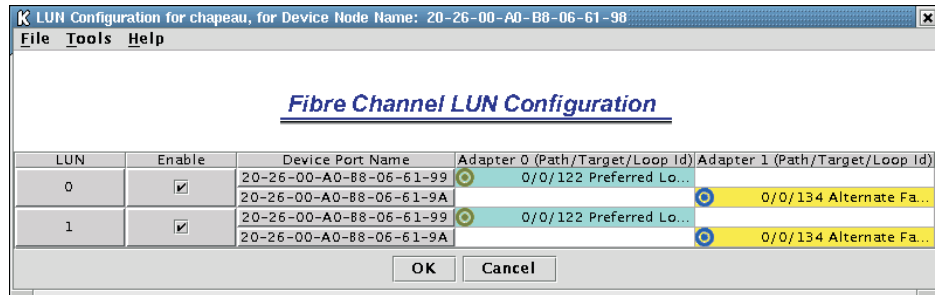 LUN Configuration for chapeau, for Device Node Name: 20-26-00-A0-B8-06-61-98
File Tools Help
Fibre Channel LUN Configuration
LUN Enable Device Port Name Adapter 0 (Path/Target/Loop Id) Adapter 1 (Path/Target/Loop Id)
0 20-26-00-A0-B8-06-61-99 0/0/122 Preferred Lo...
20-26-00-A0-B8-06-61-9A 0/0/134 Alternate Fa...
1 20-26-00-A0-B8-06-61-99 0/0/122 Preferred Lo...
20-26-00-A0-B8-06-61-9A 0/0/134 Alternate Fa...
OK Cancel